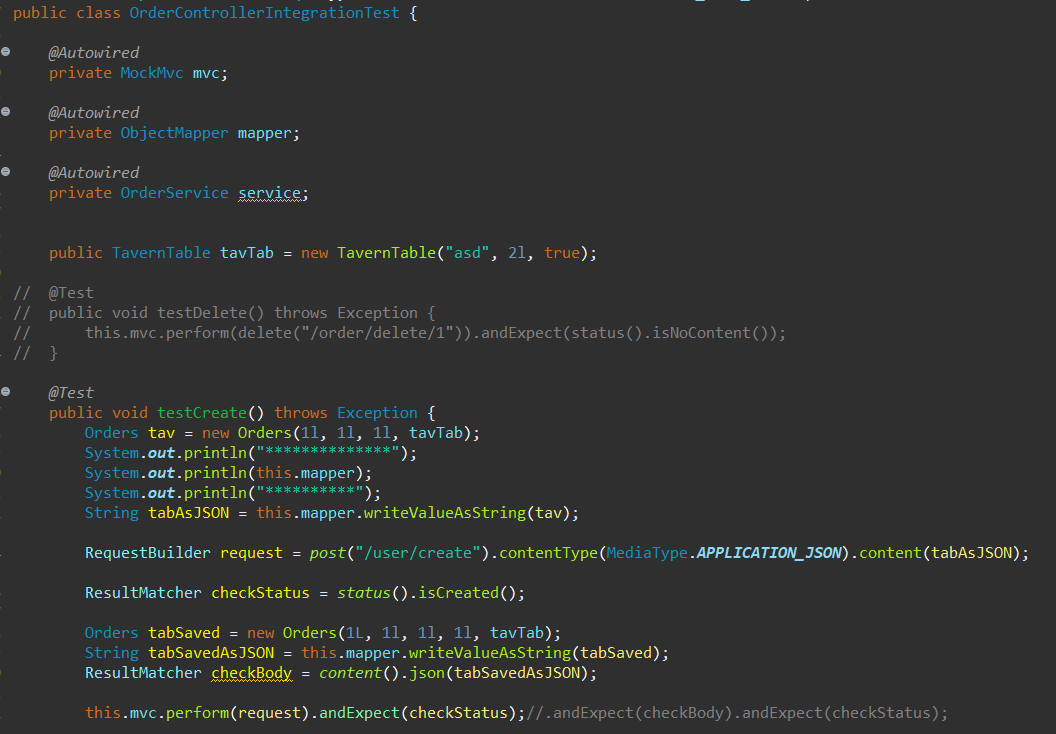 public class OrderControllerIntegrationTest {
@Autowired
private MockMvc mvc;
@Autowired
private ObjectMapper mapper;
@Autowired
private OrderService service;
public TavernTable tavTab = new TavernTable("asd", 2l, true);
// @Test
// public void testDelete() throws Exception {
// this.mvc.perform(delete("/order/delete/1")).andExpect(status().isNoContent());
// }
@Test
public void testCreate() throws Exception {
Orders tav = new Orders(1l, 1l, 1l, tavTab);
System.out.println("**************");
System.out.println(this.mapper);
System.out.println("**********");
String tabAsJSON = this.mapper.writeValueAsString(tav);
RequestBuilder request = post("/user/create").contentType(MediaType.APPLICATION_JSON).content(tabAsJSON);
ResultMatcher checkStatus = status().isCreated();
Orders tabSaved = new Orders(1L, 1l, 1l, 1l, tavTab);
String tabSavedAsJSON = this.mapper.writeValueAsString(tabSaved);
ResultMatcher checkBody = content().json(tabSavedAsJSON);
this.mvc.perform(request).andExpect(checkStatus);//.andExpect(checkBody).andExpect(checkStatus);